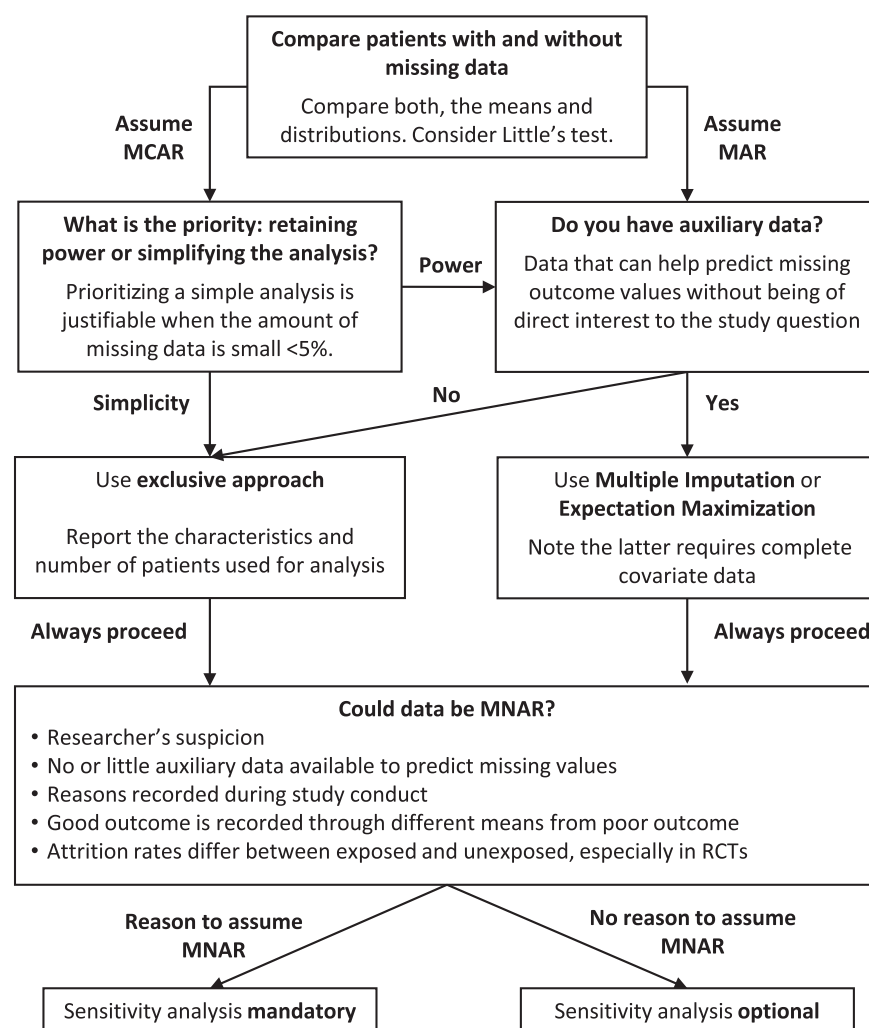 Compare patients with and without
missing data
Compare both, the means and
distributions. Consider Little’s test.
Assume
MCAR
Assume
MAR
What is the priority: retaining
power or simplifying the analysis?
Prioritizing a simple analysis is
justifiable when the amount of
missing data is small <5%.
Power
Do you have auxiliary data?
Data that can help predict missing
outcome values without being of
direct interest to the study question
Simplicity
No
Yes
Use exclusive approach
Report the characteristics and
number of patients used for analysis
Use Multiple Imputation or
Expectation Maximization
Note the latter requires complete
covariate data
Always proceed
Always proceed
Could data be MNAR?
• Researcher’s suspicion
• No or little auxiliary data available to predict missing values
• Reasons recorded during study conduct
• Good outcome is recorded through different means from poor outcome
• Attrition rates differ between exposed and unexposed, especially in RCTs
Reason to assume
MNAR
No reason to assume
MNAR
Sensitivity analysis mandatory
Sensitivity analysis optional